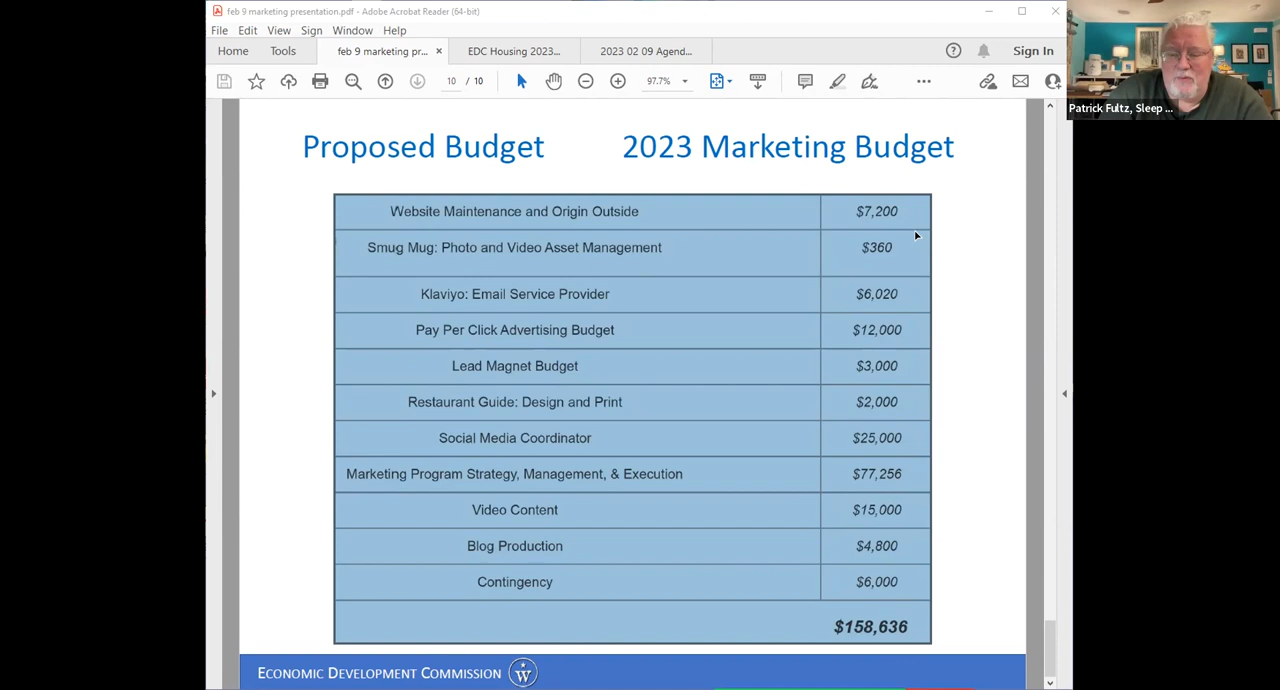 feb 9 marketing presentation.pdf - Adobe Acrobat Reader (64-bit)
File Edit View Sign Window Help
Home Tools feb 9 marketing pr... × EDC Housing 2023... 2023 02 09 Agend... Sign In
10 / 10 97.7%
Patrick Fultz, Sleep ...
Proposed Budget 2023 Marketing Budget
Website Maintenance and Origin Outside $7,200
Smug Mug: Photo and Video Asset Management $360
Klaviyo: Email Service Provider $6,020
Pay Per Click Advertising Budget $12,000
Lead Magnet Budget $3,000
Restaurant Guide: Design and Print $2,000
Social Media Coordinator $25,000
Marketing Program Strategy, Management, & Execution $77,256
Video Content $15,000
Blog Production $4,800
Contingency $6,000
$158,636
ECONOMIC DEVELOPMENT COMMISSION W